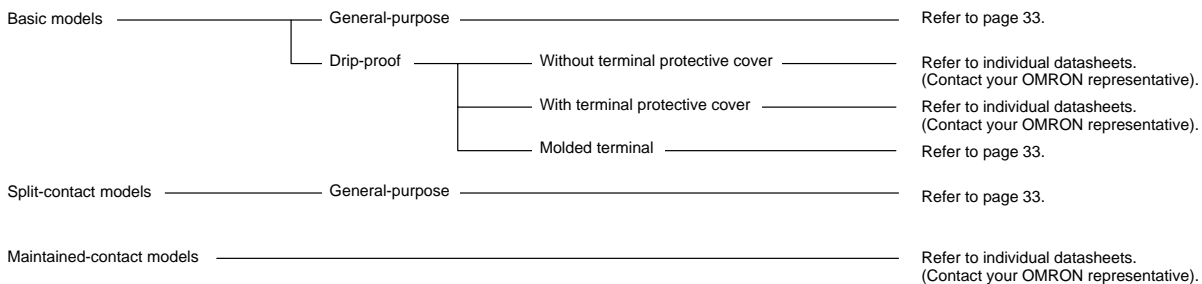 Basic models General-purpose Refer to page 33.
Drip-proof Without terminal protective cover Refer to individual datasheets.
(Contact your OMRON representative).
With terminal protective cover Refer to individual datasheets.
(Contact your OMRON representative).
Molded terminal Refer to page 33.
Split-contact models General-purpose Refer to page 33.
Maintained-contact models Refer to individual datasheets.
(Contact your OMRON representative).